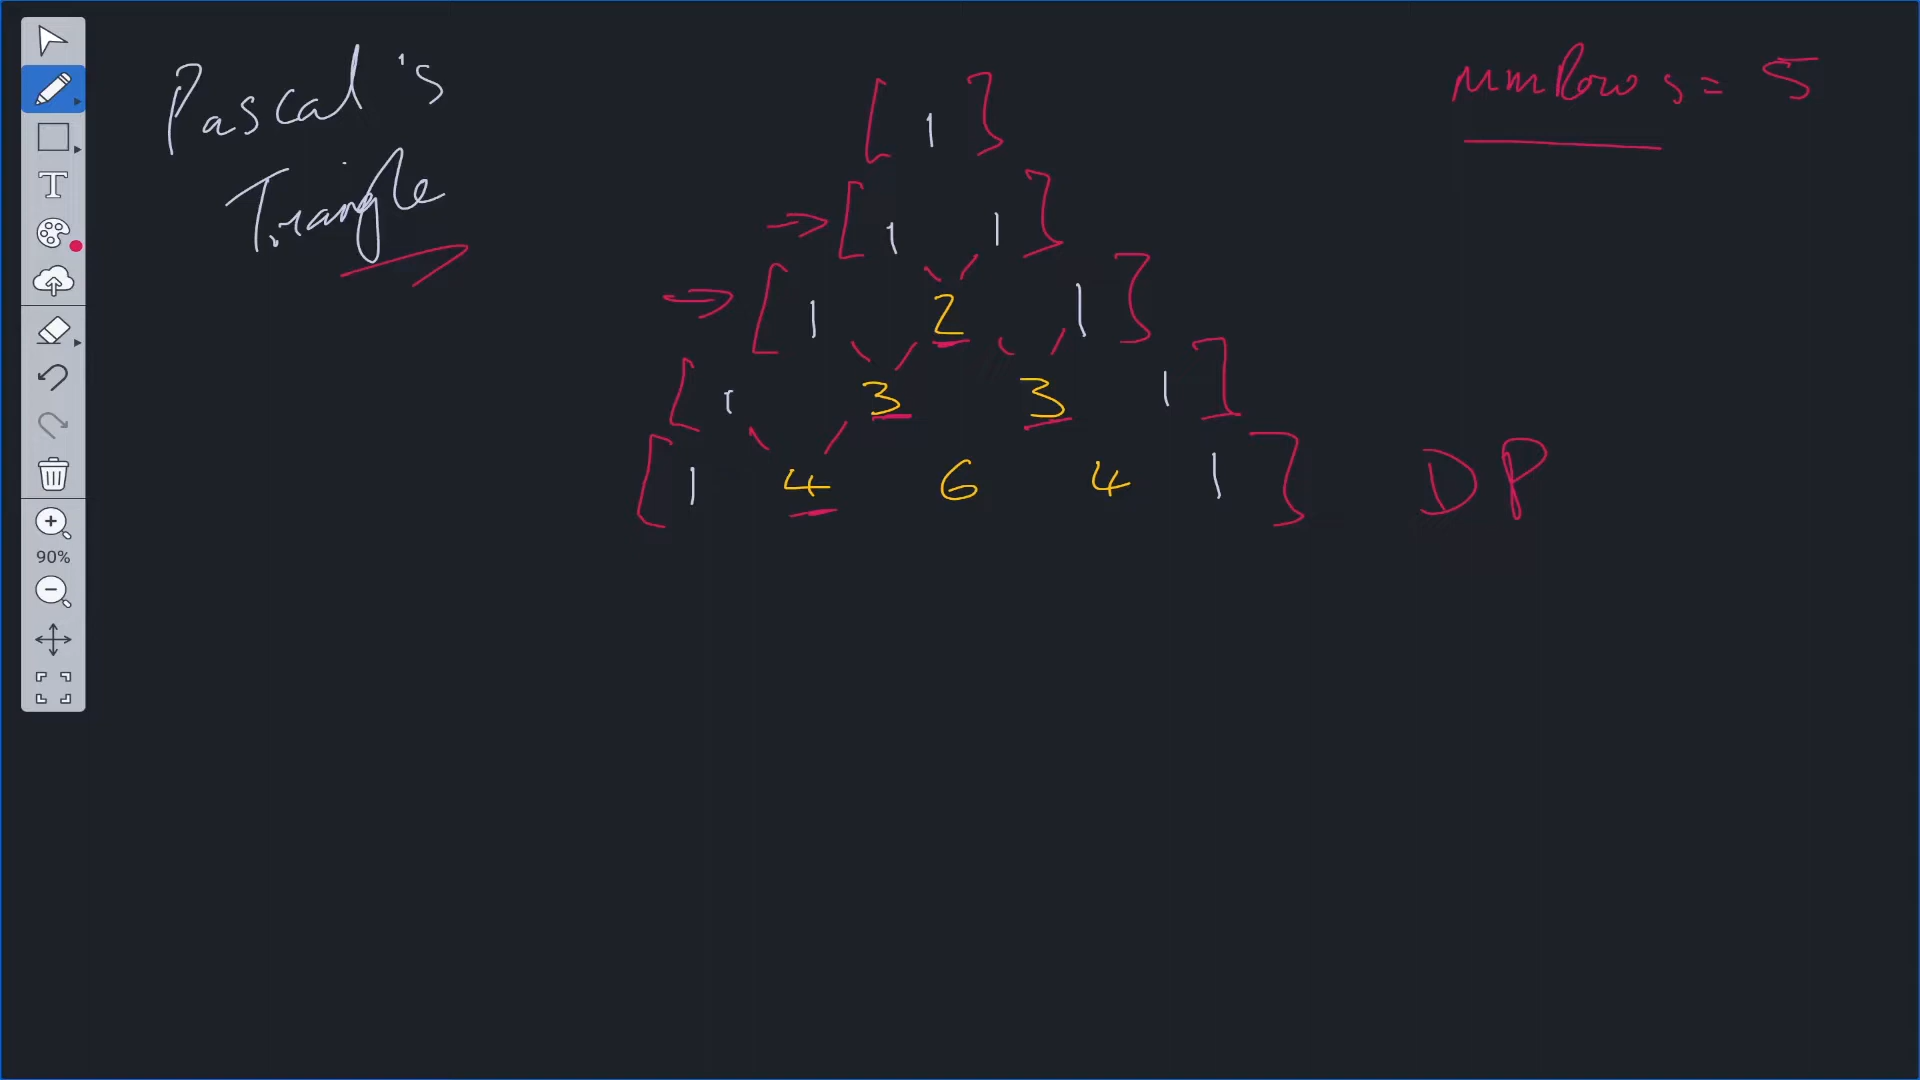 Pascal's
Triangle
numRows = 5
[ 1 ]
→ [ 1 1 ]
→ [ 1 2 1 ]
[ 1 3 3 1 ]
[ 1 4 6 4 1 ]
DP
T
90%